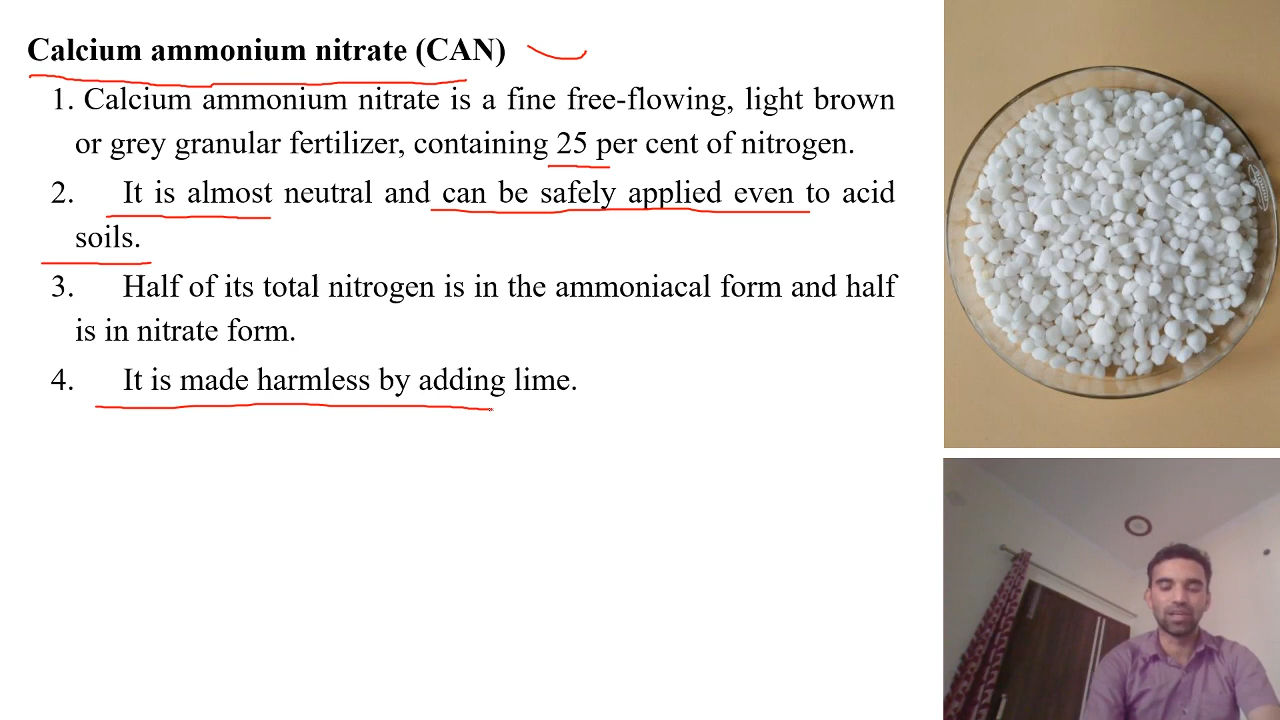 Calcium ammonium nitrate (CAN)
1. Calcium ammonium nitrate is a fine free-flowing, light brown
or grey granular fertilizer, containing 25 per cent of nitrogen.
2. It is almost neutral and can be safely applied even to acid
soils.
3. Half of its total nitrogen is in the ammoniacal form and half
is in nitrate form.
4. It is made harmless by adding lime.